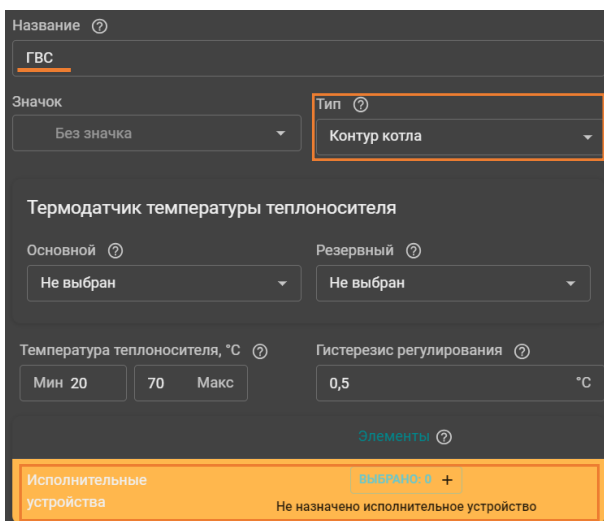 Название
ГВС
Значок
Тип
Без значка
Контур котла
Термодатчик температуры теплоносителя
Основной
Резервный
Не выбран
Не выбран
Температура теплоносителя, °C
Гистерезис регулирования
Мин 20
70 Макс
0,5 °C
Элементы
Исполнительные
устройства
ВЫБРАНО: 0 +
Не назначено исполнительное устройство